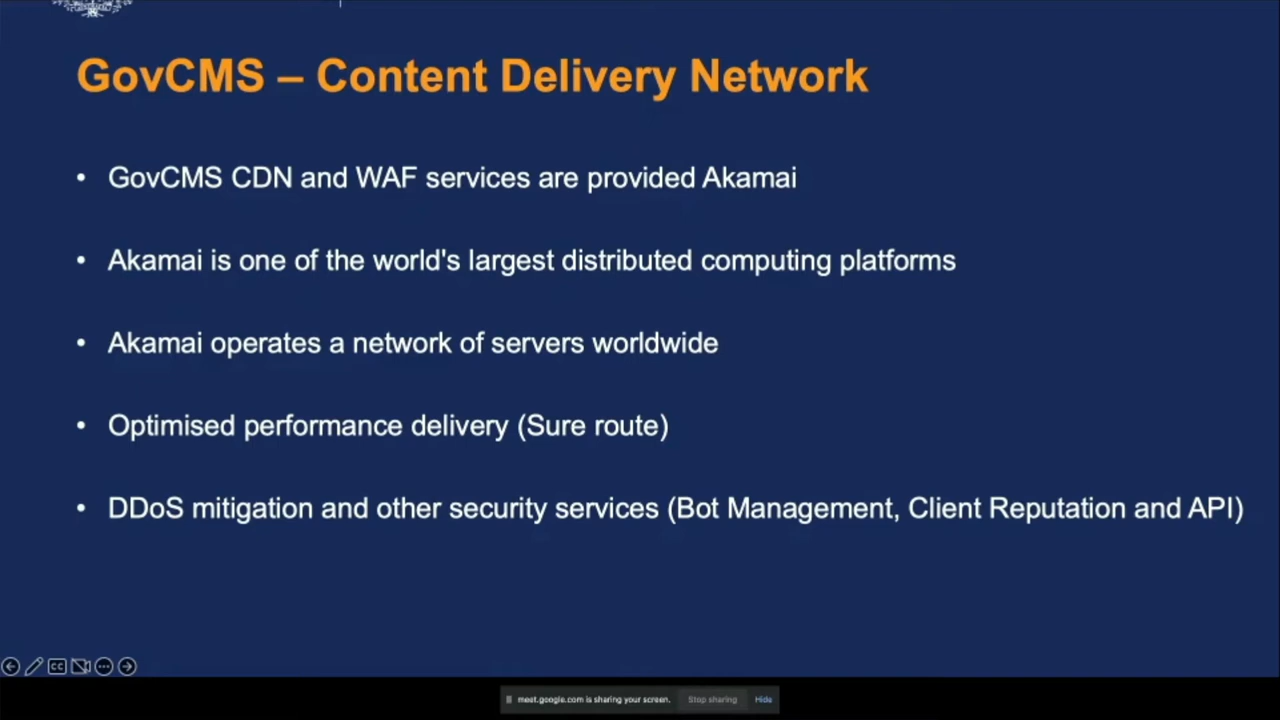 GovCMS – Content Delivery Network
• GovCMS CDN and WAF services are provided Akamai
• Akamai is one of the world's largest distributed computing platforms
• Akamai operates a network of servers worldwide
• Optimised performance delivery (Sure route)
• DDoS mitigation and other security services (Bot Management, Client Reputation and API)
CC
meet.google.com is sharing your screen. Stop sharing Hide